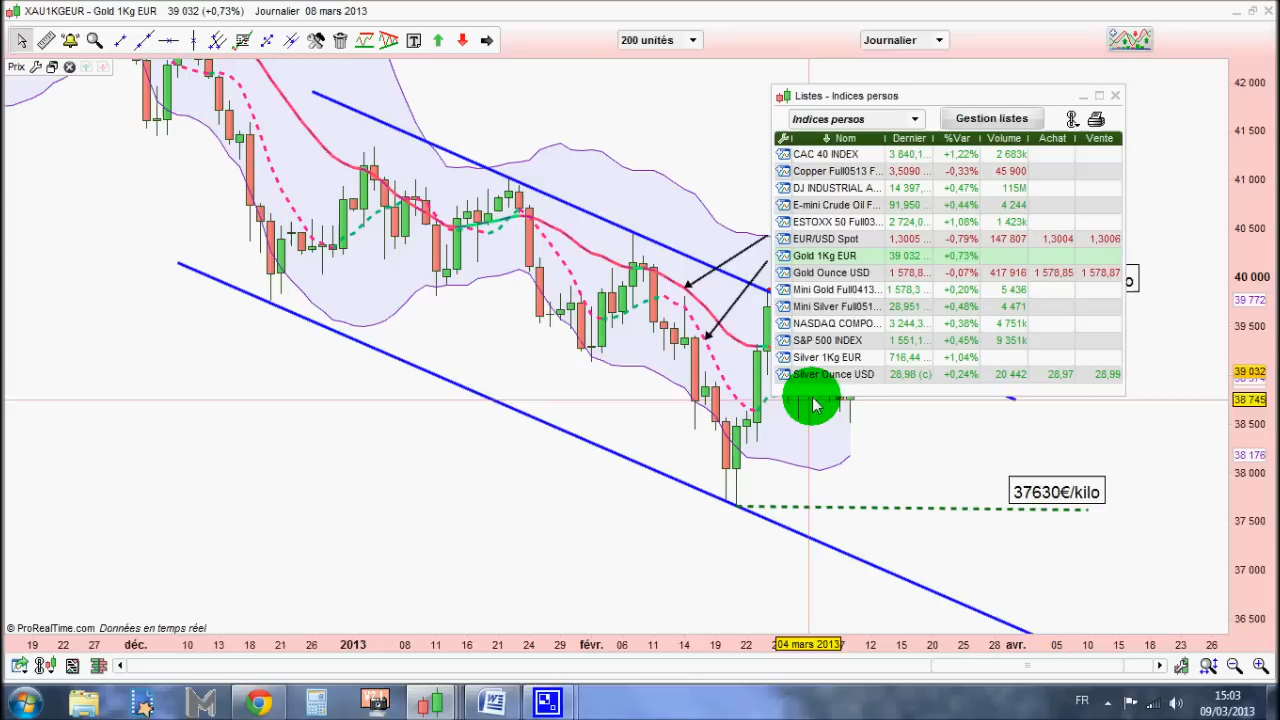 XAU1KGEUR - Gold 1Kg EUR 39 032 (+0,73%) Journalier 08 mars 2013
200 unités Journalier
Prix
42 000
41 500
41 000
40 500
40 000
39 772
39 500
39 032
38 745
38 500
38 176
38 000
37 500
37 000
36 500
Listes - Indices persos
Indices persos Gestion listes
Nom Dernier %Var Volume Achat Vente
CAC 40 INDEX 3 840,1... +1,22% 2 683k
Copper Full0513 F... 3,5090 ... -0,33% 45 900
DJ INDUSTRIAL A... 14 397,... +0,47% 115M
E-mini Crude Oil F... 91,950 ... +0,44% 4 244
ESTOXX 50 Full03... 2 724,0... +1,08% 1 423k
EUR/USD Spot 1,3005 ... -0,79% 147 807 1,3004 1,3006
Gold 1Kg EUR 39 032 ... +0,73%
Gold Ounce USD 1 578,8... -0,07% 417 916 1 578,85 1 578,87
Mini Gold Full0413... 1 578,3 ... +0,20% 5 436
Mini Silver Full051... 28,951 ... +0,48% 4 471
NASDAQ COMPO... 3 244,3... +0,38% 4 751k
S&P 500 INDEX 1 551,1... +0,45% 9 351k
Silver 1Kg EUR 716,44 ... +1,04%
Silver Ounce USD 28,98 (c) +0,24% 20 442 28,97 28,99
o
37630€/kilo
© ProRealTime.com Données en temps réel
19 22 27 déc. 10 13 18 21 28 2013 08 11 16 21 24 29 févr. 06 11 14 19 22 04 mars 2013 7 12 15 20 25 28 avr. 05 10 15 18 23 26
FR 15:03
09/03/2013